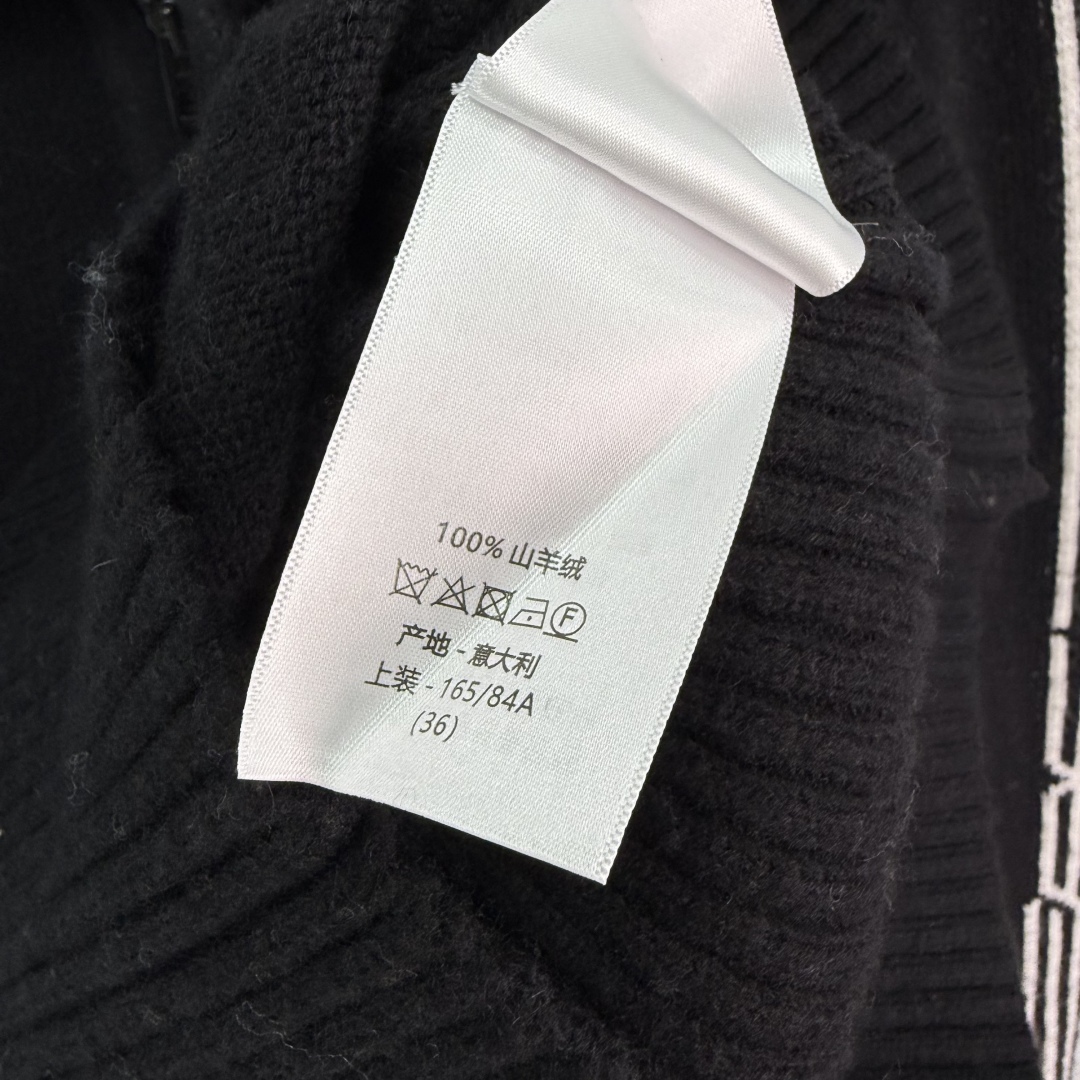 100% 山羊绒
F
产地 - 意大利
上装 - 165/84A
(36)